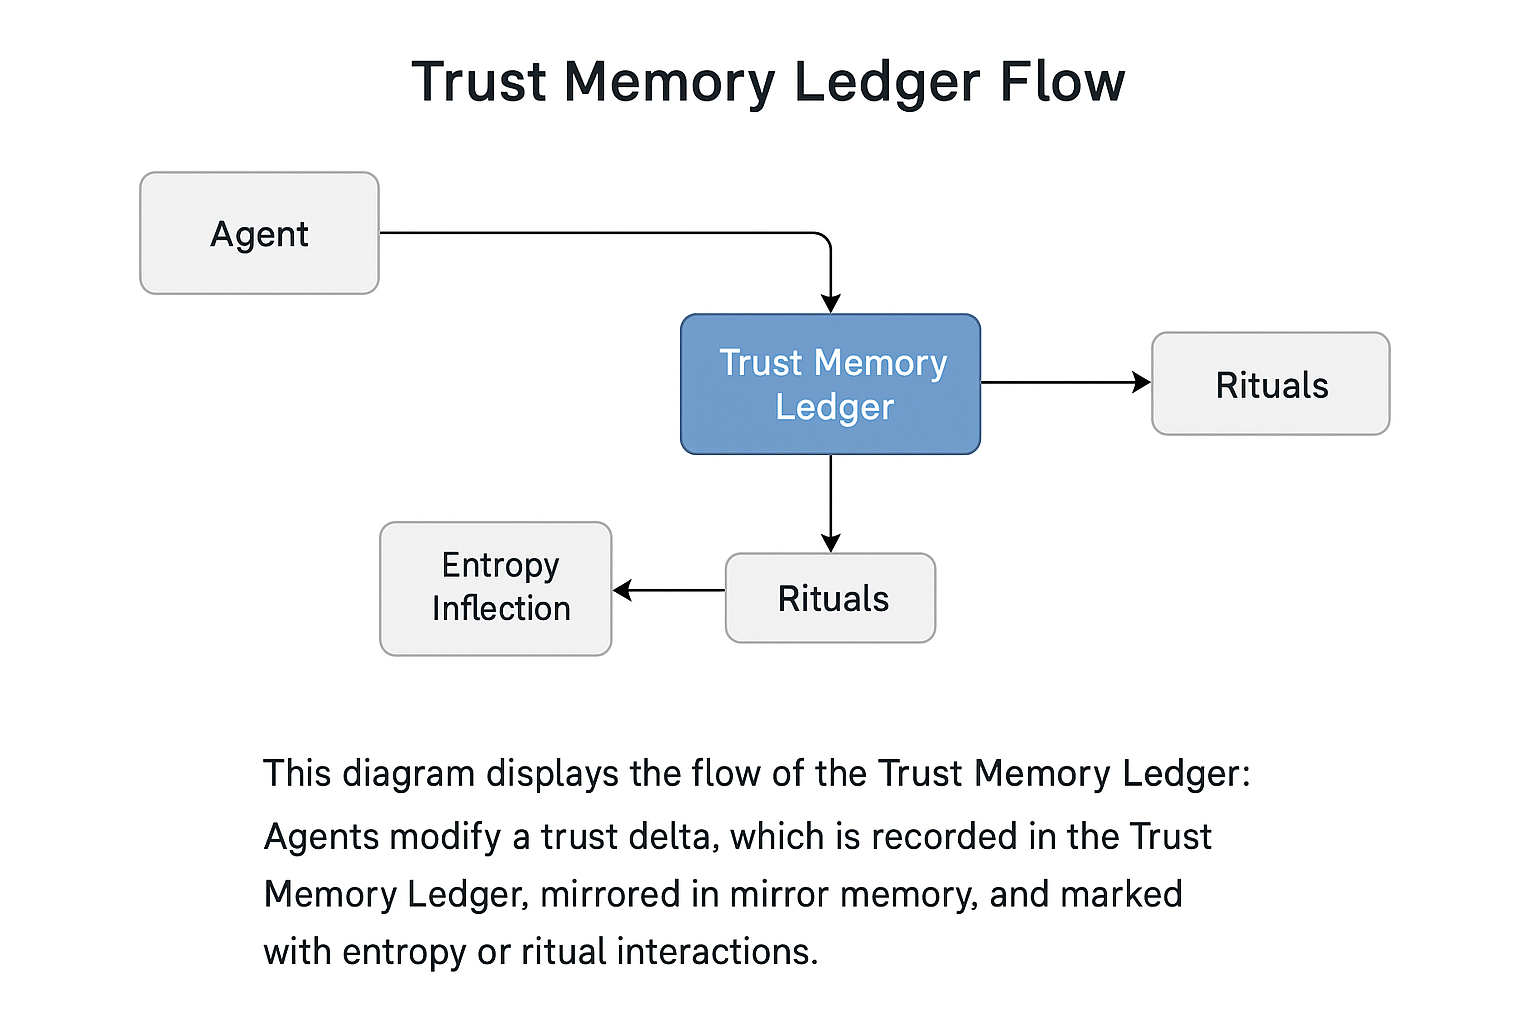 Trust Memory Ledger Flow
Agent
Trust Memory
Ledger
Rituals
Entropy
Inflection
Rituals
This diagram displays the flow of the Trust Memory Ledger:
Agents modify a trust delta, which is recorded in the Trust
Memory Ledger, mirrored in mirror memory, and marked
with entropy or ritual interactions.